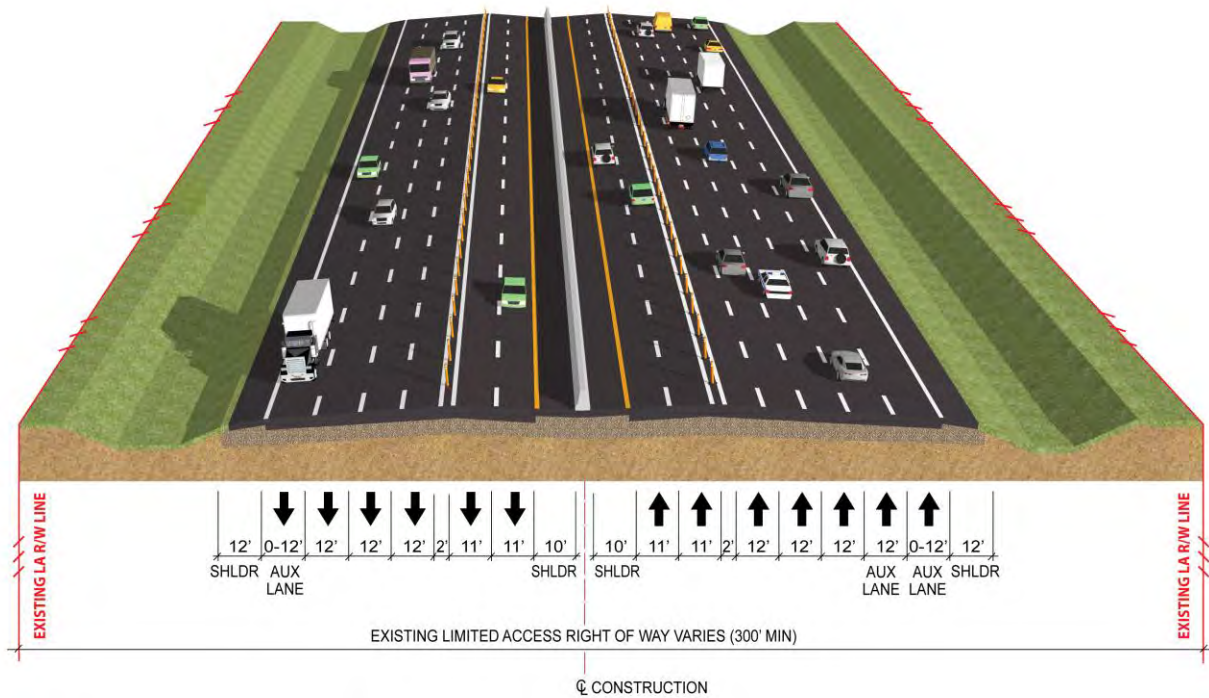 12' 0-12' 12' 12' 12' 2' 11' 11' 10' 10' 11' 11' 2' 12' 12' 12' 12' 0-12' 12'
SHLDR AUX LANE SHLDR SHLDR AUX LANE AUX LANE SHLDR
EXISTING LA R/W LINE
EXISTING LA R/W LINE
EXISTING LIMITED ACCESS RIGHT OF WAY VARIES (300' MIN)
℄ CONSTRUCTION